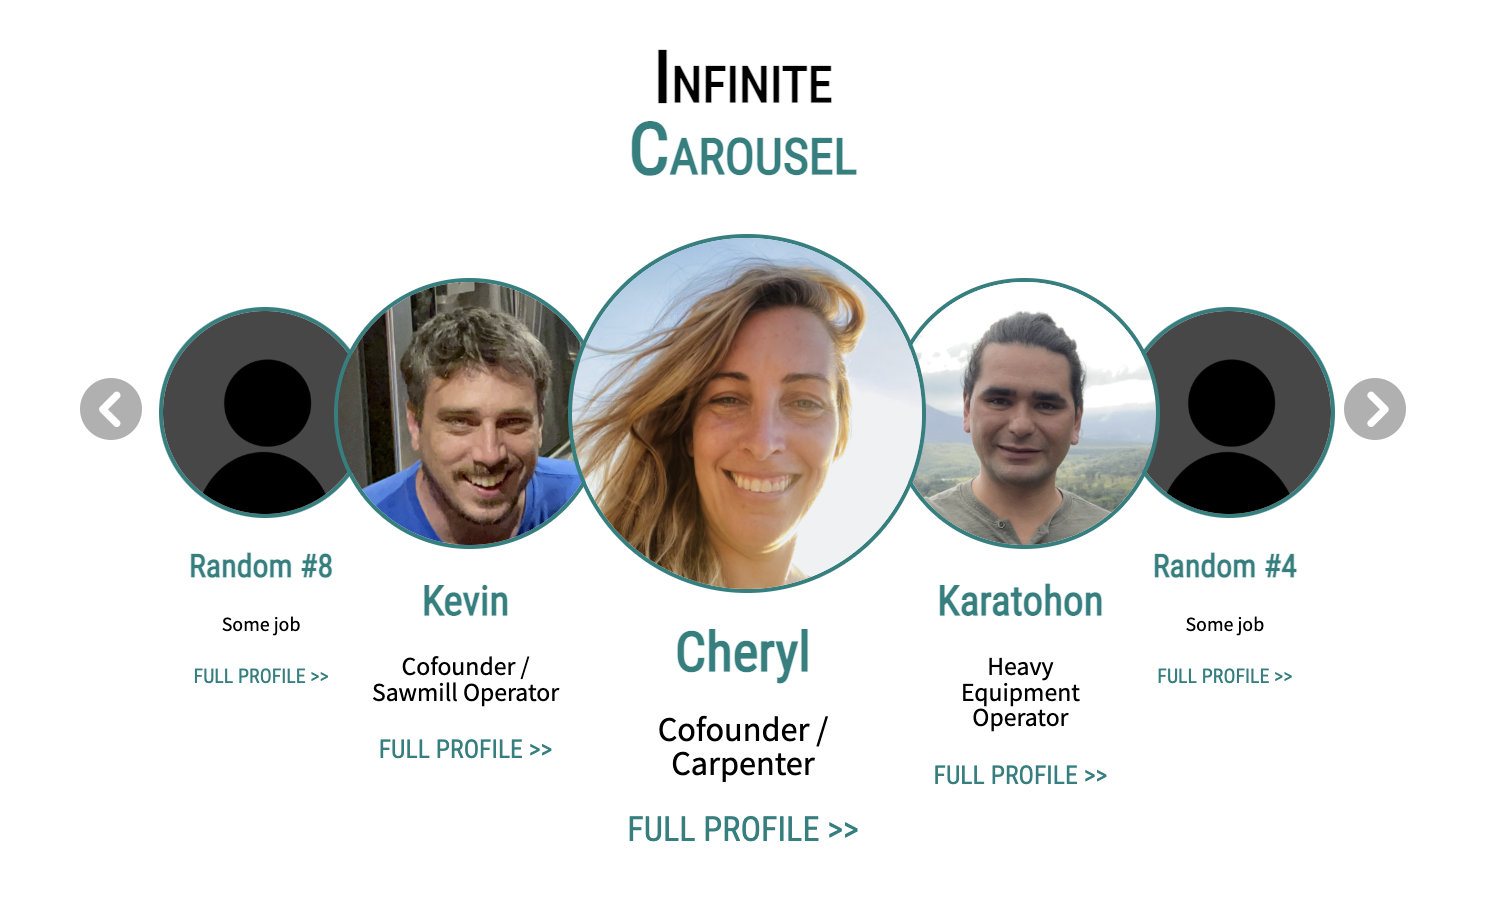 Infinite
Carousel
Random #8
Some job
FULL PROFILE >>
Kevin
Cofounder /
Sawmill Operator
FULL PROFILE >>
Cheryl
Cofounder /
Carpenter
FULL PROFILE >>
Karatohon
Heavy
Equipment
Operator
FULL PROFILE >>
Random #4
Some job
FULL PROFILE >>